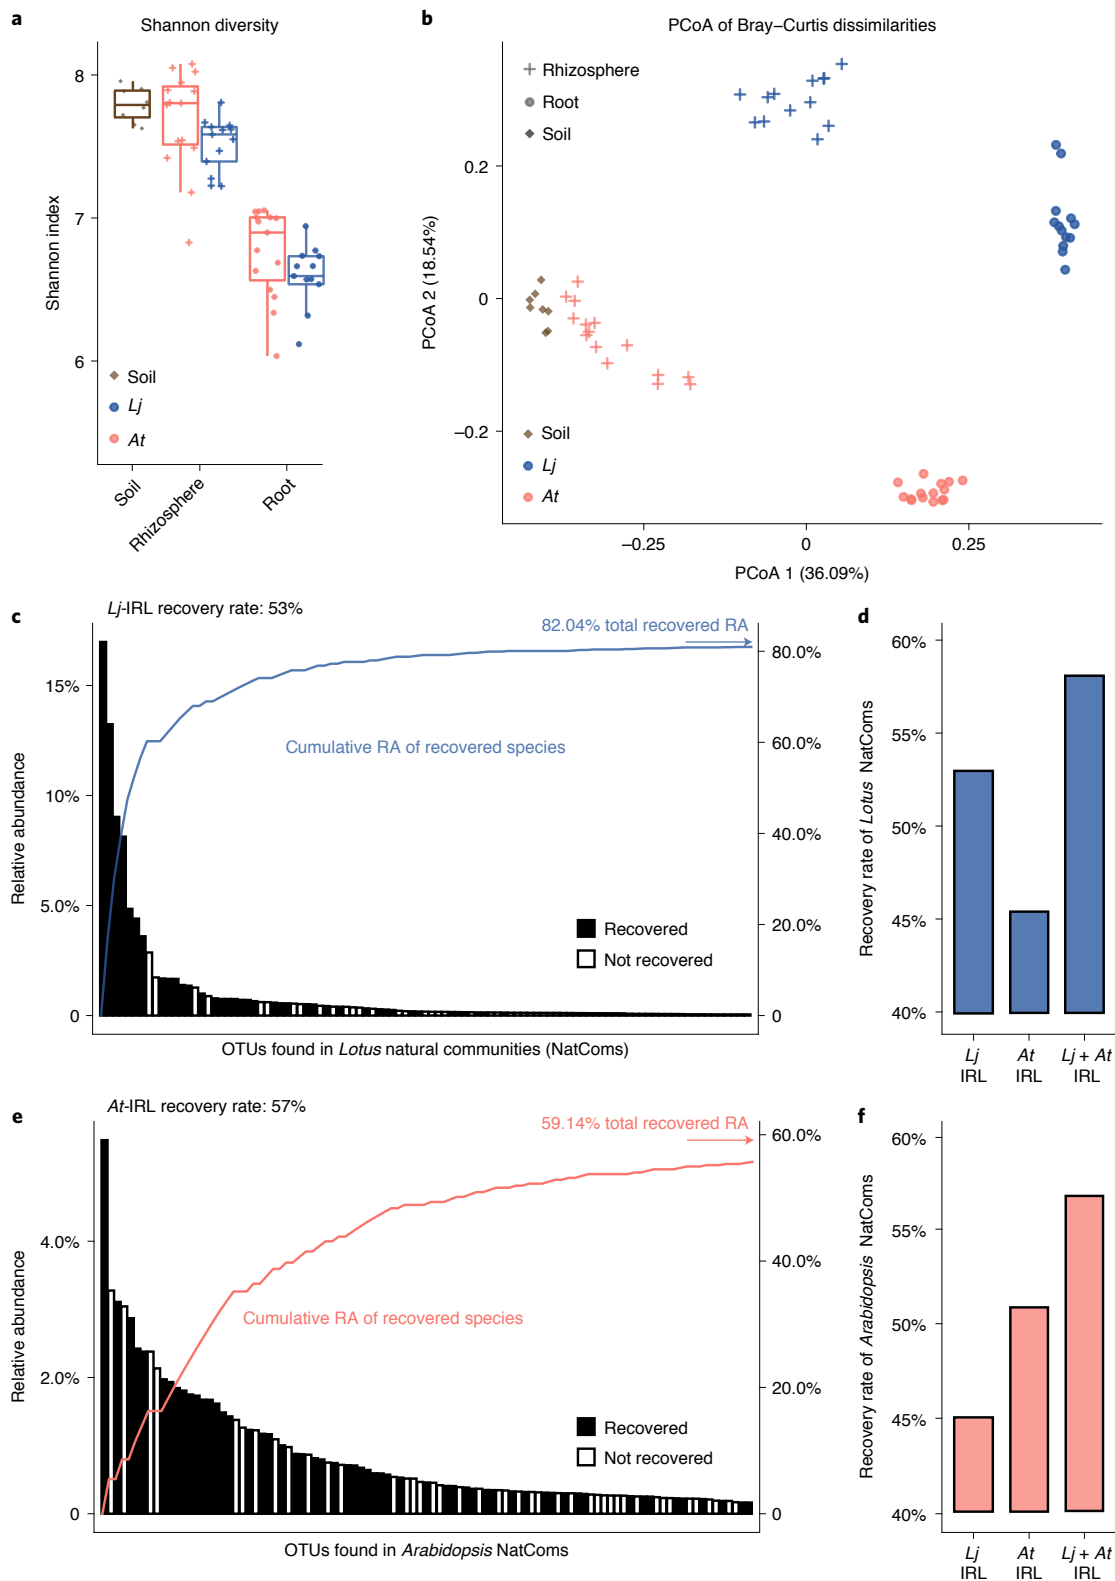 a
Shannon diversity
8
7
6
Shannon index
Soil
Lj
At
Soil
Rhizosphere
Root
b
PCoA of Bray–Curtis dissimilarities
Rhizosphere
Root
Soil
0.2
0
–0.2
PCoA 2 (18.54%)
Soil
Lj
At
–0.25
0
0.25
PCoA 1 (36.09%)
c
Lj-IRL recovery rate: 53%
82.04% total recovered RA
15%
10%
5.0%
0
Relative abundance
80.0%
60.0%
40.0%
20.0%
0
Cumulative RA of recovered species
Recovered
Not recovered
OTUs found in Lotus natural communities (NatComs)
d
60%
55%
50%
45%
40%
Recovery rate of Lotus NatComs
Lj
IRL
At
IRL
Lj + At
IRL
e
At-IRL recovery rate: 57%
59.14% total recovered RA
4.0%
2.0%
0
Relative abundance
60.0%
40.0%
20.0%
0
Cumulative RA of recovered species
Recovered
Not recovered
OTUs found in Arabidopsis NatComs
f
60%
55%
50%
45%
40%
Recovery rate of Arabidopsis NatComs
Lj
IRL
At
IRL
Lj + At
IRL